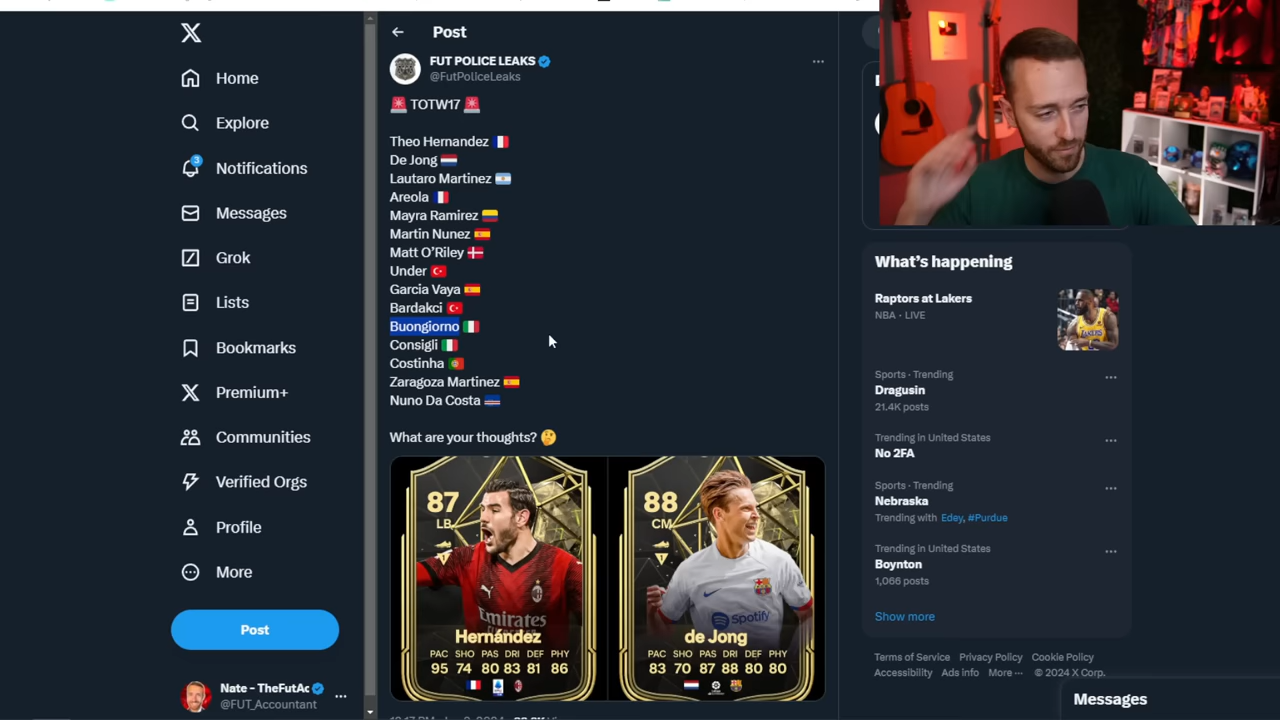 Home
Explore
3
Notifications
Messages
Grok
Lists
Bookmarks
Premium+
Communities
Verified Orgs
Profile
More
Post
Nate - TheFutAc
@FUT_Accountant
Post
FUT POLICE LEAKS
@FutPoliceLeaks
🚨 TOTW17 🚨
Theo Hernandez 🇫🇷
De Jong 🇳🇱
Lautaro Martinez 🇦🇷
Areola 🇫🇷
Mayra Ramirez 🇨🇴
Martin Nunez 🇪🇸
Matt O'Riley 🇩🇰
Under 🇹🇷
Garcia Vaya 🇪🇸
Bardakci 🇹🇷
Buongiorno 🇮🇹
Consigli 🇮🇹
Costinha 🇵🇹
Zaragoza Martinez 🇪🇸
Nuno Da Costa 🇨🇻
What are your thoughts? 🤔
87
LB
Emirates
Hernández
PAC SHO PAS DRI DEF PHY
95 74 80 83 81 86
88
CM
Spotify
de Jong
PAC SHO PAS DRI DEF PHY
83 70 87 88 80 80
What's happening
Raptors at Lakers
NBA · LIVE
Sports · Trending
Dragusin
21.4K posts
Trending in United States
No 2FA
Sports · Trending
Nebraska
Trending with Edey, #Purdue
Trending in United States
Boynton
1,066 posts
Show more
Terms of Service Privacy Policy Cookie Policy
Accessibility Ads info More ··· © 2024 X Corp.
Messages